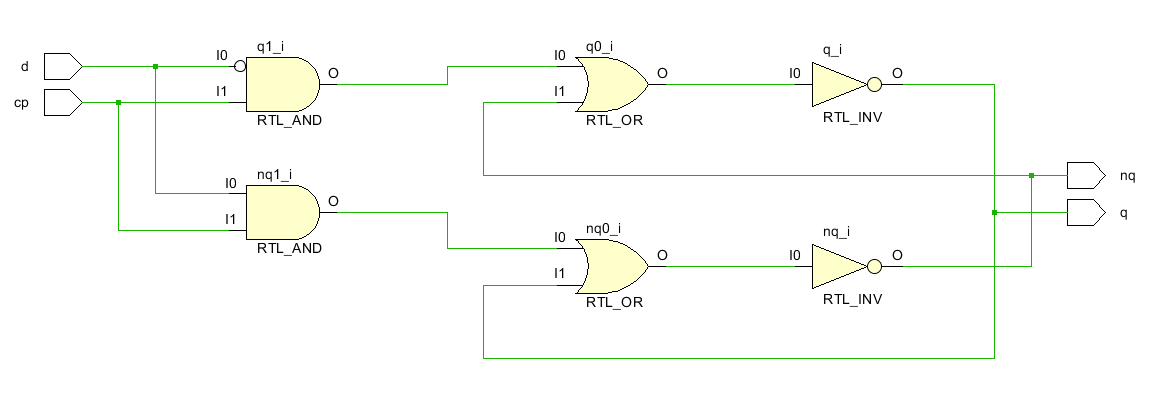 d
cp
I0
q1_i
I1
O
RTL_AND
I0
nq1_i
I1
O
RTL_AND
I0
q0_i
I1
O
RTL_OR
I0
nq0_i
I1
O
RTL_OR
I0
q_i
O
RTL_INV
I0
nq_i
O
RTL_INV
nq
q